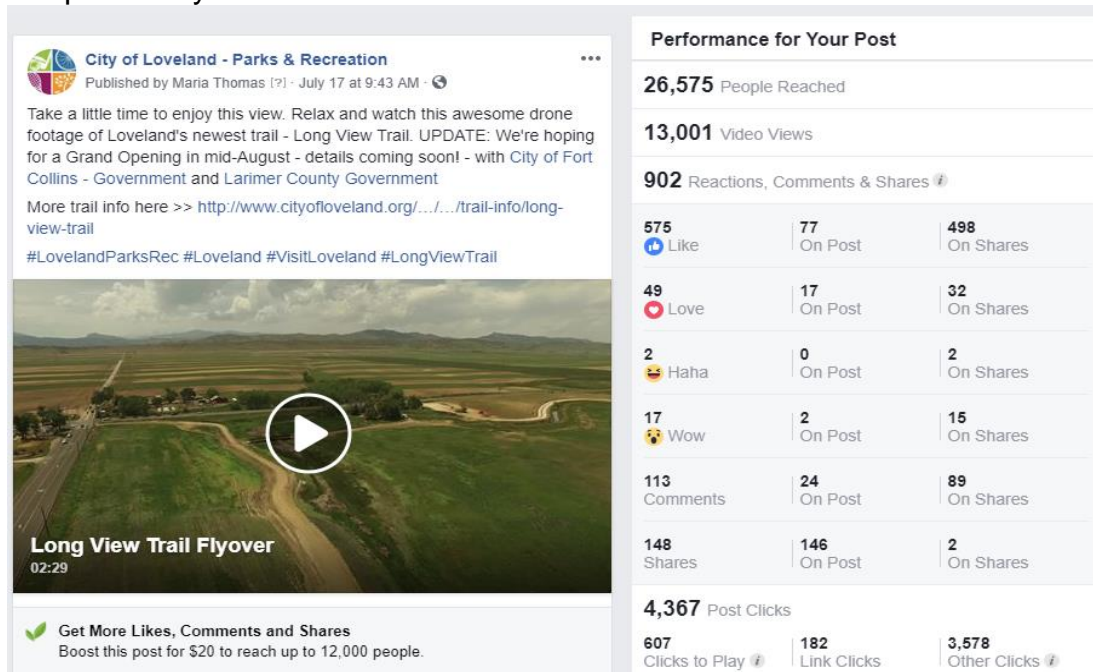 City of Loveland - Parks & Recreation
Published by Maria Thomas [?] · July 17 at 9:43 AM ·
Take a little time to enjoy this view. Relax and watch this awesome drone
footage of Loveland's newest trail - Long View Trail. UPDATE: We're hoping
for a Grand Opening in mid-August - details coming soon! - with City of Fort
Collins - Government and Larimer County Government
More trail info here >> http://www.cityofloveland.org/.../.../trail-info/long-
view-trail
#LovelandParksRec #Loveland #VisitLoveland #LongViewTrail
Long View Trail Flyover
02:29
Get More Likes, Comments and Shares
Boost this post for $20 to reach up to 12,000 people.
Performance for Your Post
26,575 People Reached
13,001 Video Views
902 Reactions, Comments & Shares
575 77 498
Like On Post On Shares
49 17 32
Love On Post On Shares
2 0 2
Haha On Post On Shares
17 2 15
Wow On Post On Shares
113 24 89
Comments On Post On Shares
148 146 2
Shares On Post On Shares
4,367 Post Clicks
607 182 3,578
Clicks to Play Link Clicks Other Clicks